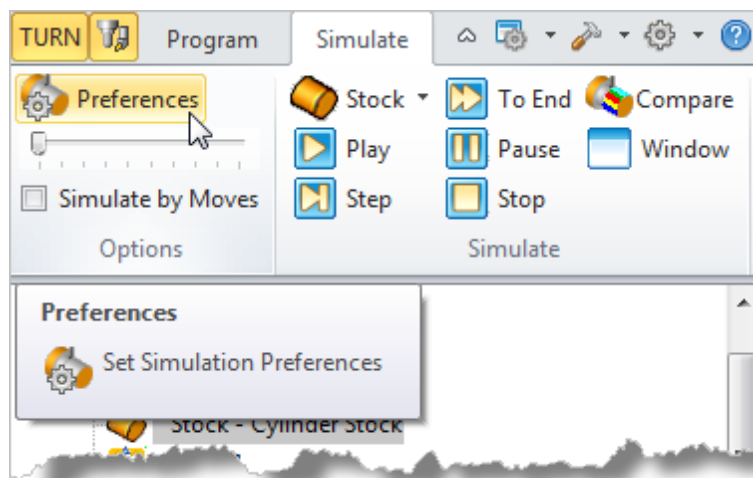 TURN Program Simulate
Preferences Stock To End Compare
Play Pause Window
Simulate by Moves Step Stop
Options Simulate
Preferences
Set Simulation Preferences
Stock - Cylinder Stock